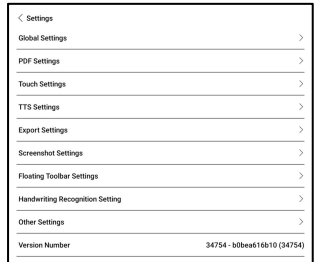 Settings
Global Settings
PDF Settings
Touch Settings
TTS Settings
Export Settings
Screenshot Settings
Floating Toolbar Settings
Handwriting Recognition Setting
Other Settings
Version Number 34754 - b0bea616b10 (34754)